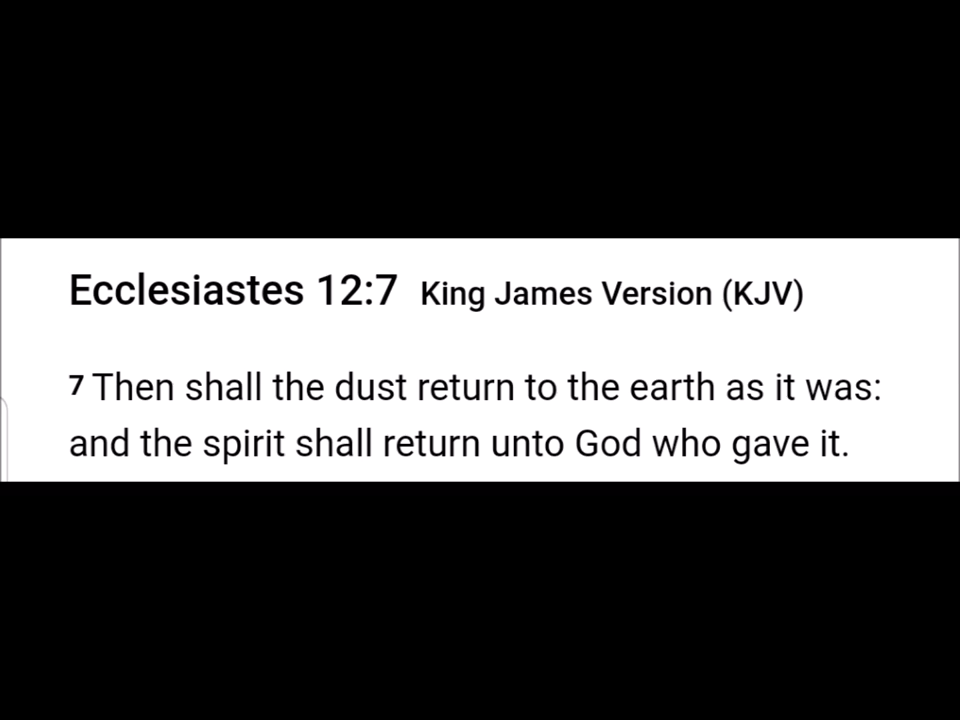 Ecclesiastes 12:7 King James Version (KJV)
7 Then shall the dust return to the earth as it was:
and the spirit shall return unto God who gave it.